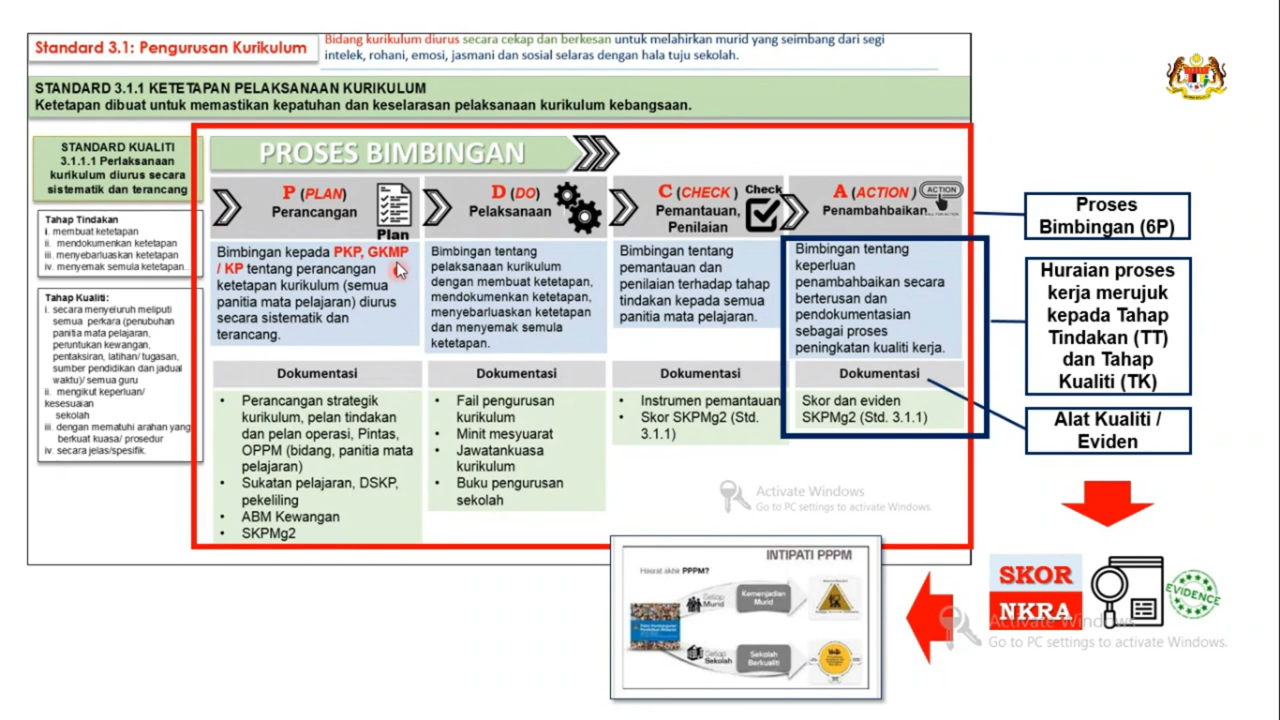 Standard 3.1: Pengurusan Kurikulum
Bidang kurikulum diurus secara cekap dan berkesan untuk melahirkan murid yang seimbang dari segi
intelek, rohani, emosi, jasmani dan sosial selaras dengan hala tuju sekolah.
STANDARD 3.1.1 KETETAPAN PELAKSANAAN KURIKULUM
Ketetapan dibuat untuk memastikan kepatuhan dan keselarasan pelaksanaan kurikulum kebangsaan.
STANDARD KUALITI
3.1.1.1 Perlaksanaan
kurikulum diurus secara
sistematik dan terancang
Tahap Tindakan
i. membuat ketetapan
ii. mendokumenkan ketetapan
iii. menyebarluaskan ketetapan
iv. menyemak semula ketetapan..
Tahap Kualiti:
i. secara menyeluruh meliputi
semua perkara (penubuhan
panitia mata pelajaran,
peruntukan kewangan,
pentaksiran, latihan/ tugasan,
sumber pendidikan dan jadual
waktu)/ semua guru
ii. mengikut keperluan/
kesesuaian
sekolah
iii. dengan mematuhi arahan yang
berkuat kuasa/ prosedur
iv. secara jelas/spesifik.
PROSES BIMBINGAN
P (PLAN)
Perancangan
Plan
Bimbingan kepada PKP, GKMP
/ KP tentang perancangan
ketetapan kurikulum (semua
panitia mata pelajaran) diurus
secara sistematik dan
terancang.
Dokumentasi
• Perancangan strategik
kurikulum, pelan tindakan
dan pelan operasi, Pintas,
OPPM (bidang, panitia mata
pelajaran)
• Sukatan pelajaran, DSKP,
pekeliling
• ABM Kewangan
• SKPMg2
D (DO)
Pelaksanaan
Bimbingan tentang
pelaksanaan kurikulum
dengan membuat ketetapan,
mendokumenkan ketetapan,
menyebarluaskan ketetapan
dan menyemak semula
ketetapan.
Dokumentasi
• Fail pengurusan
kurikulum
• Minit mesyuarat
• Jawatankuasa
kurikulum
• Buku pengurusan
sekolah
C (CHECK )
Check
Pemantauan,
Penilaian
Bimbingan tentang
pemantauan dan
penilaian terhadap tahap
tindakan kepada semua
panitia mata pelajaran.
Dokumentasi
• Instrumen pemantauan
• Skor SKPMg2 (Std.
3.1.1)
A (ACTION )
ACTION
Penambahbaikan
Bimbingan tentang
keperluan
penambahbaikan secara
berterusan dan
pendokumentasian
sebagai proses
peningkatan kualiti kerja.
Dokumentasi
Skor dan eviden
SKPMg2 (Std. 3.1.1)
Proses
Bimbingan (6P)
Huraian proses
kerja merujuk
kepada Tahap
Tindakan (TT)
dan Tahap
Kualiti (TK)
Alat Kualiti /
Eviden
Activate Windows
Go to PC settings to activate Windows.
SKOR
NKRA
EVIDENCE
Activate Windows
Go to PC settings to activate Windows.
INTIPATI PPPM
Hasrat akhir PPPM?
Setiap
Murid
Kemenjadian
Murid
Setiap
Sekolah
Sekolah
Berkualiti